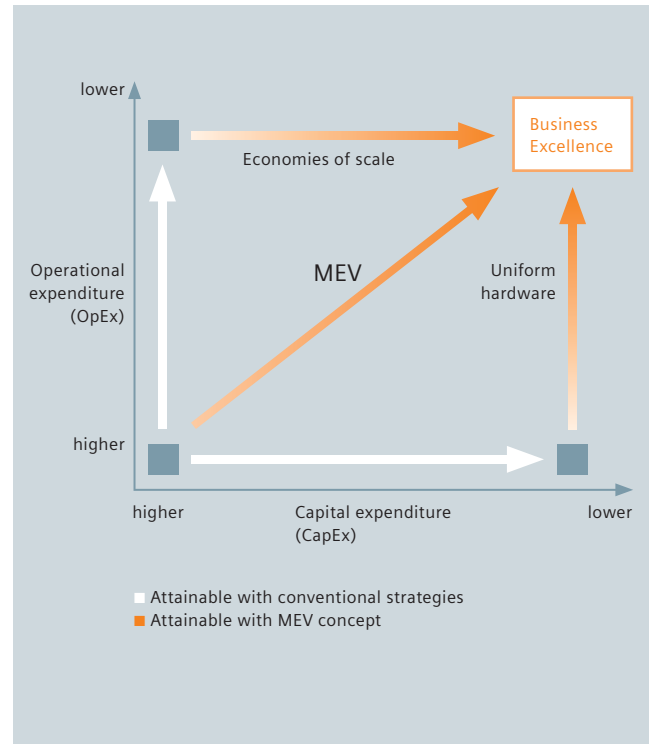 lower
Business
Excellence
Economies of scale
Operational
expenditure
(OpEx)
MEV
Uniform
hardware
higher
higher
Capital expenditure
(CapEx)
lower
Attainable with conventional strategies
Attainable with MEV concept